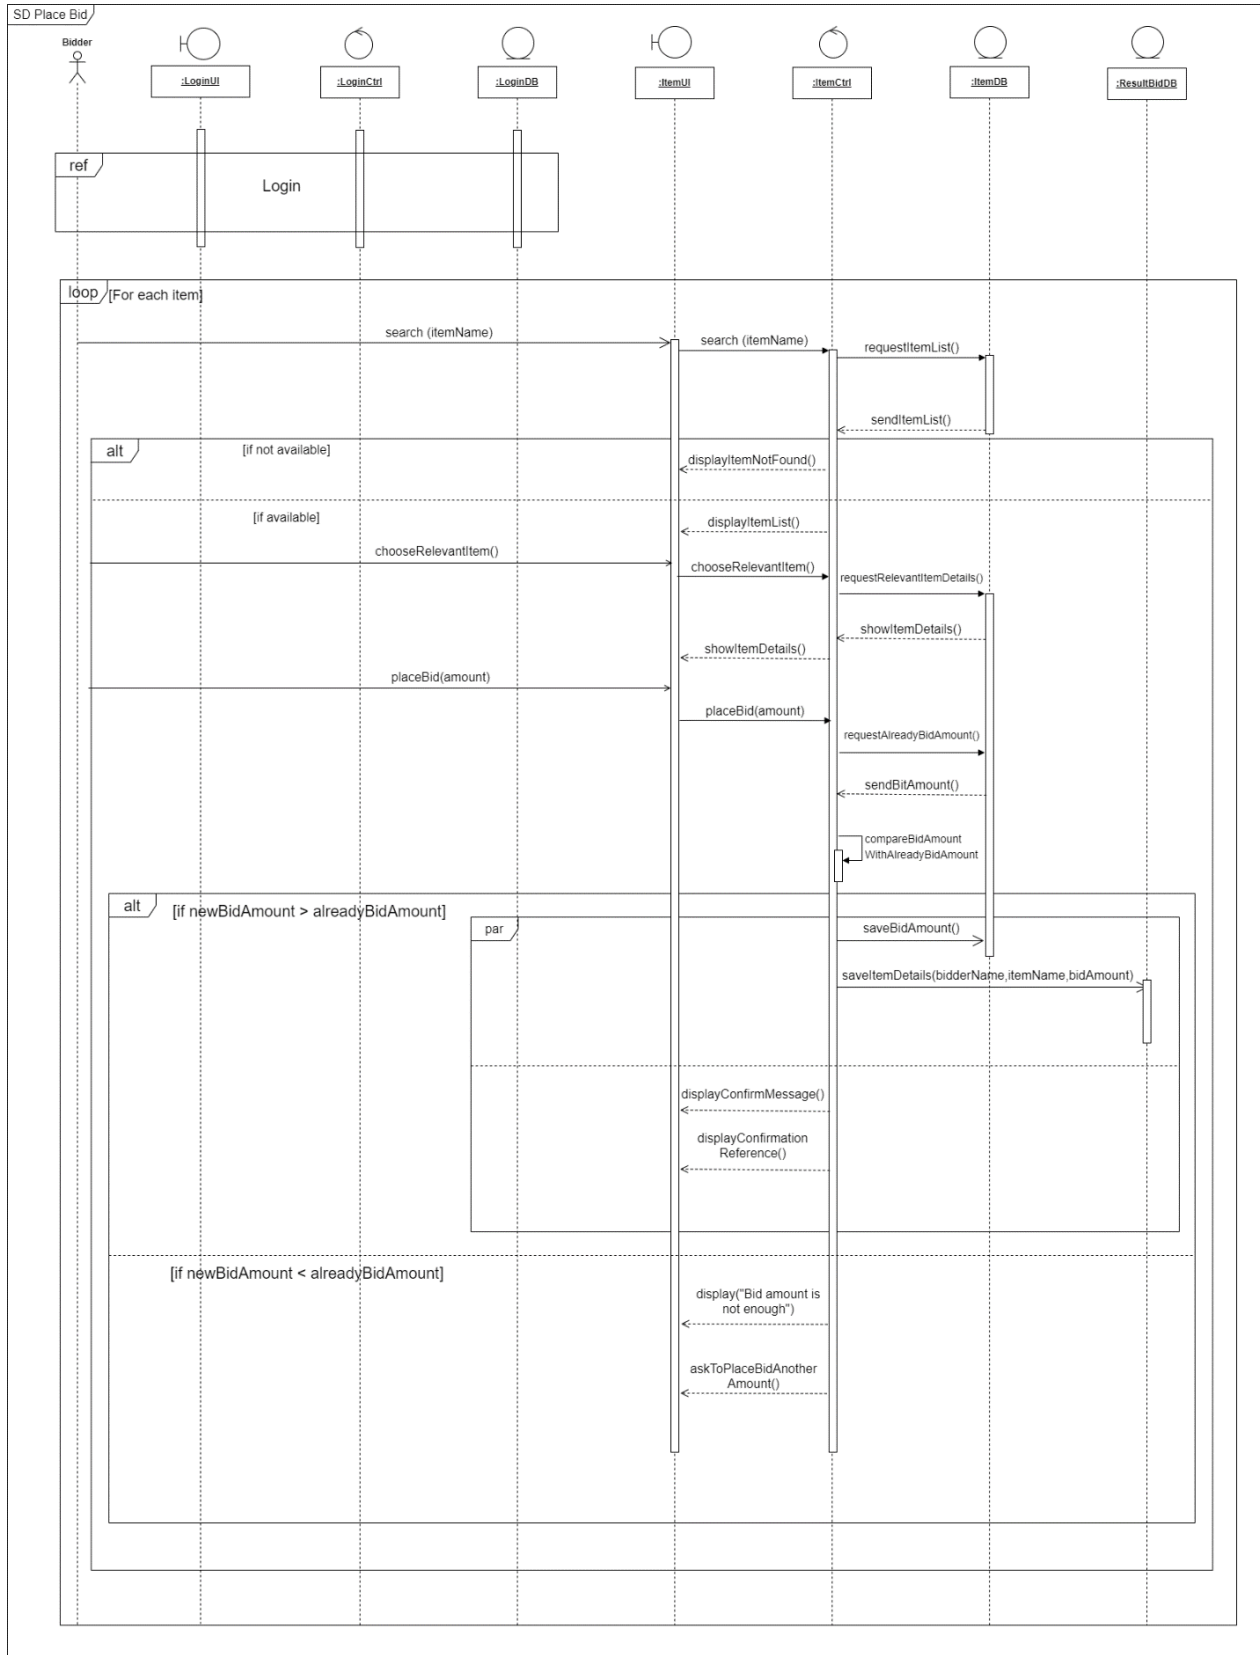 SD Place Bid
Bidder
:LoginUI
:LoginCtrl
:LoginDB
:ItemUI
:ItemCtrl
:ItemDB
:ResultBidDB
ref
Login
loop
[For each item]
search (itemName)
search (itemName)
requestItemList()
sendItemList()
alt
[if not available]
displayItemNotFound()
[if available]
displayItemList()
chooseRelevantItem()
chooseRelevantItem()
requestRelevantItemDetails()
showItemDetails()
showItemDetails()
placeBid(amount)
placeBid(amount)
requestAlreadyBidAmount()
sendBitAmount()
compareBidAmount
WithAlreadyBidAmount
alt
[if newBidAmount > alreadyBidAmount]
par
saveBidAmount()
saveItemDetails(bidderName,itemName,bidAmount)
displayConfirmMessage()
displayConfirmation
Reference()
[if newBidAmount < alreadyBidAmount]
display("Bid amount is
not enough")
askToPlaceBidAnother
Amount()